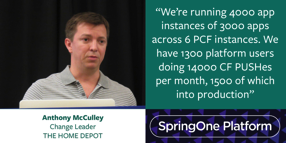 “We’re running 4000 app
instances of 3000 apps
across 6 PCF instances. We
have 1300 platform users
doing 14000 CF PUSHes
per month, 1500 of which
into production”
Anthony McCulley
Change Leader
THE HOME DEPOT
SpringOne Platform